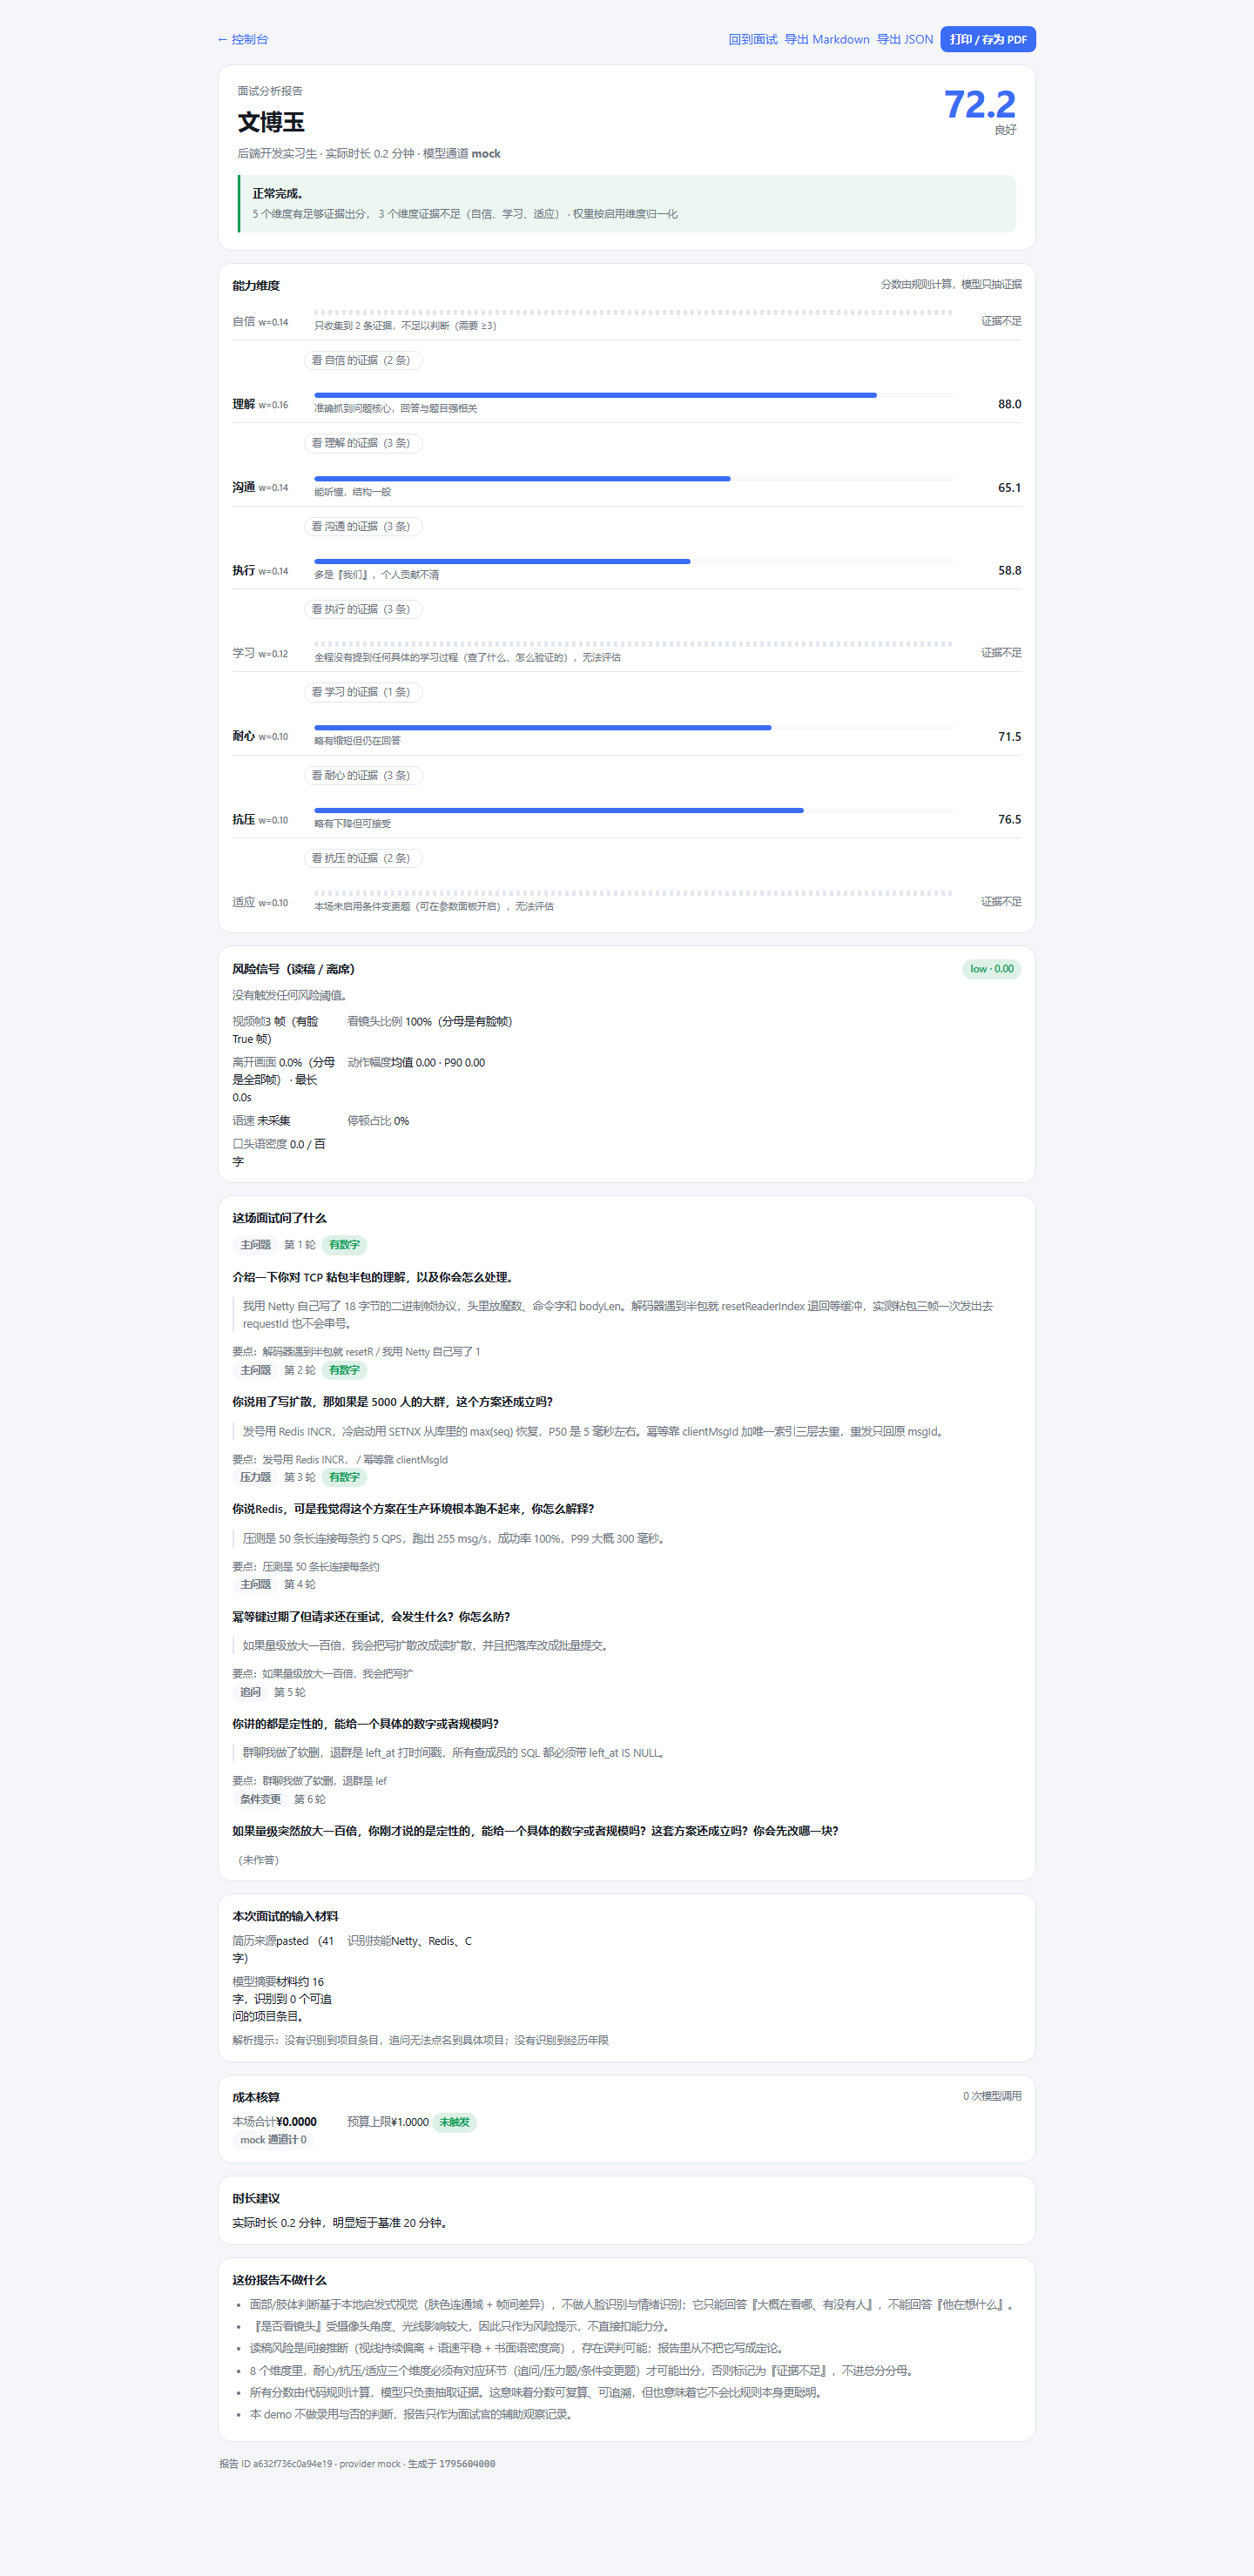 ← 控制台
回到面试 导出 Markdown 导出 JSON 打印 / 存为 PDF
面试分析报告
文博玉
72.2
良好
后端开发实习生 · 实际时长 0.2 分钟 · 模型通道 mock
正常完成。
5 个维度有足够证据出分， 3 个维度证据不足（自信、学习、适应） · 权重按启用维度归一化
能力维度
分数由规则计算，模型只抽证据
自信 w=0.14
证据不足
只收集到 2 条证据，不足以判断（需要 ≥3）
看 自信 的证据（2 条）
理解 w=0.16
88.0
准确抓到问题核心，回答与题目强相关
看 理解 的证据（3 条）
沟通 w=0.14
65.1
能听懂，结构一般
看 沟通 的证据（3 条）
执行 w=0.14
58.8
多是『我们』，个人贡献不清
看 执行 的证据（3 条）
学习 w=0.12
证据不足
全程没有提到任何具体的学习过程（查了什么、怎么验证的），无法评估
看 学习 的证据（1 条）
耐心 w=0.10
71.5
略有缩短但仍在回答
看 耐心 的证据（3 条）
抗压 w=0.10
76.5
略有下降但可接受
看 抗压 的证据（2 条）
适应 w=0.10
证据不足
本场未启用条件变更题（可在参数面板开启），无法评估
风险信号（读稿 / 离席）
low · 0.00
没有触发任何风险阈值。
视频帧3 帧（有脸
True 帧）
看镜头比例 100%（分母是有脸帧）
离开画面 0.0%（分母
是全部帧） · 最长
0.0s
动作幅度均值 0.00 · P90 0.00
语速 未采集
停顿占比 0%
口头语密度 0.0 / 百
字
这场面试问了什么
主问题 第 1 轮 有数字
介绍一下你对 TCP 粘包半包的理解，以及你会怎么处理。
我用 Netty 自己写了 18 字节的二进制帧协议，头里放魔数、命令字和 bodyLen。解码器遇到半包就 resetReaderIndex 退回等缓冲，实测粘包三帧一次发出去
requestId 也不会串号。
要点：解码器遇到半包就 resetR / 我用 Netty 自己写了 1
主问题 第 2 轮 有数字
你说用了写扩散，那如果是 5000 人的大群，这个方案还成立吗？
发号用 Redis INCR，冷启动用 SETNX 从库里的 max(seq) 恢复，P50 是 5 毫秒左右。幂等靠 clientMsgId 加唯一索引三层去重，重发只回原 msgId。
要点：发号用 Redis INCR， / 幂等靠 clientMsgId
压力题 第 3 轮 有数字
你说Redis，可是我觉得这个方案在生产环境根本跑不起来，你怎么解释？
压测是 50 条长连接每条约 5 QPS，跑出 255 msg/s，成功率 100%，P99 大概 300 毫秒。
要点：压测是 50 条长连接每条约
主问题 第 4 轮
幂等键过期了但请求还在重试，会发生什么？你怎么防？
如果量级放大一百倍，我会把写扩散改成读扩散，并且把落库改成批量提交。
要点：如果量级放大一百倍，我会把写扩
追问 第 5 轮
你讲的都是定性的，能给一个具体的数字或者规模吗？
群聊我做了软删，退群是 left_at 打时间戳，所有查成员的 SQL 都必须带 left_at IS NULL。
要点：群聊我做了软删，退群是 lef
条件变更 第 6 轮
如果量级突然放大一百倍，你刚才说的是定性的，能给一个具体的数字或者规模吗？这套方案还成立吗？你会先改哪一块？
（未作答）
本次面试的输入材料
简历来源pasted （41
字）
识别技能Netty、Redis、C
模型摘要材料约 16
字，识别到 0 个可追
问的项目条目。
解析提示：没有识别到项目条目，追问无法点名到具体项目；没有识别到经历年限
成本核算
0 次模型调用
本场合计¥0.0000
预算上限¥1.0000 未触发
mock 通道计 0
时长建议
实际时长 0.2 分钟，明显短于基准 20 分钟。
这份报告不做什么
• 面部/肢体判断基于本地启发式视觉（肤色连通域 + 帧间差异），不做人脸识别与情绪识别；它只能回答『大概在看哪、有没有人』，不能回答『他在想什么』。
• 『是否看镜头』受摄像头角度、光线影响较大，因此只作为风险提示，不直接扣能力分。
• 读稿风险是间接推断（视线持续偏离 + 语速平稳 + 书面语密度高），存在误判可能；报告里从不把它写成定论。
• 8 个维度里，耐心/抗压/适应三个维度必须有对应环节（追问/压力题/条件变更题）才可能出分，否则标记为『证据不足』，不进总分分母。
• 所有分数由代码规则计算，模型只负责抽取证据。这意味着分数可复算、可追溯，但也意味着它不会比规则本身更聪明。
• 本 demo 不做录用与否的判断，报告只作为面试官的辅助观察记录。
报告 ID a632f736c0a94e19 · provider mock · 生成于 1795604000